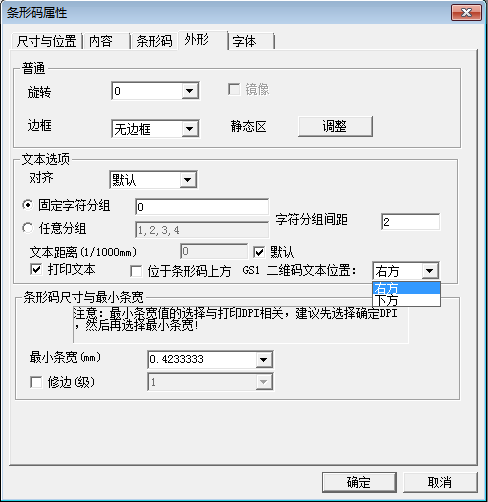 条形码属性
尺寸与位置 内容 条形码 外形 字体
普通
旋转 0 镜像
边框 无边框 静态区 调整
文本选项
对齐 默认
固定字符分组 0
字符分组间距 2
任意分组 1,2,3,4
文本距离(1/1000mm) 0 默认
打印文本 位于条形码上方 GS1 二维码文本位置: 右方
右方
下方
条形码尺寸与最小条宽
注意: 最小条宽值的选择与打印DPI相关,建议先选择确定DPI
,然后再选择最小条宽!
最小条宽(mm) 0.4233333
修边(级) 1
确定 取消